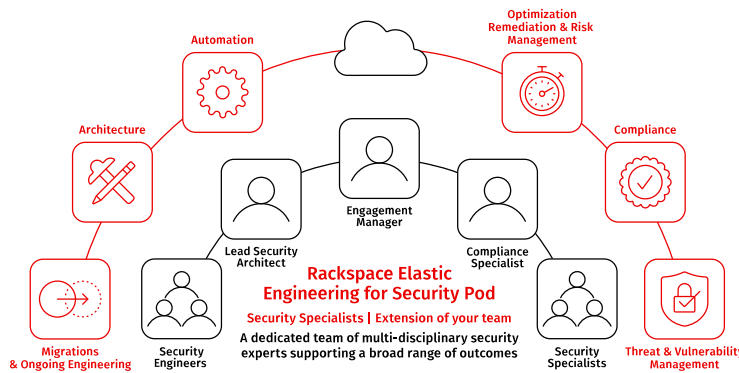 Optimization
Remediation & Risk
Management
Automation
Architecture
Compliance
Engagement
Manager
Lead Security
Architect
Compliance
Specialist
Rackspace Elastic
Engineering for Security Pod
Security Specialists | Extension of your team
A dedicated team of multi-disciplinary security
experts supporting a broad range of outcomes
Migrations
& Ongoing Engineering
Security
Engineers
Security
Specialists
Threat & Vulnerability
Management